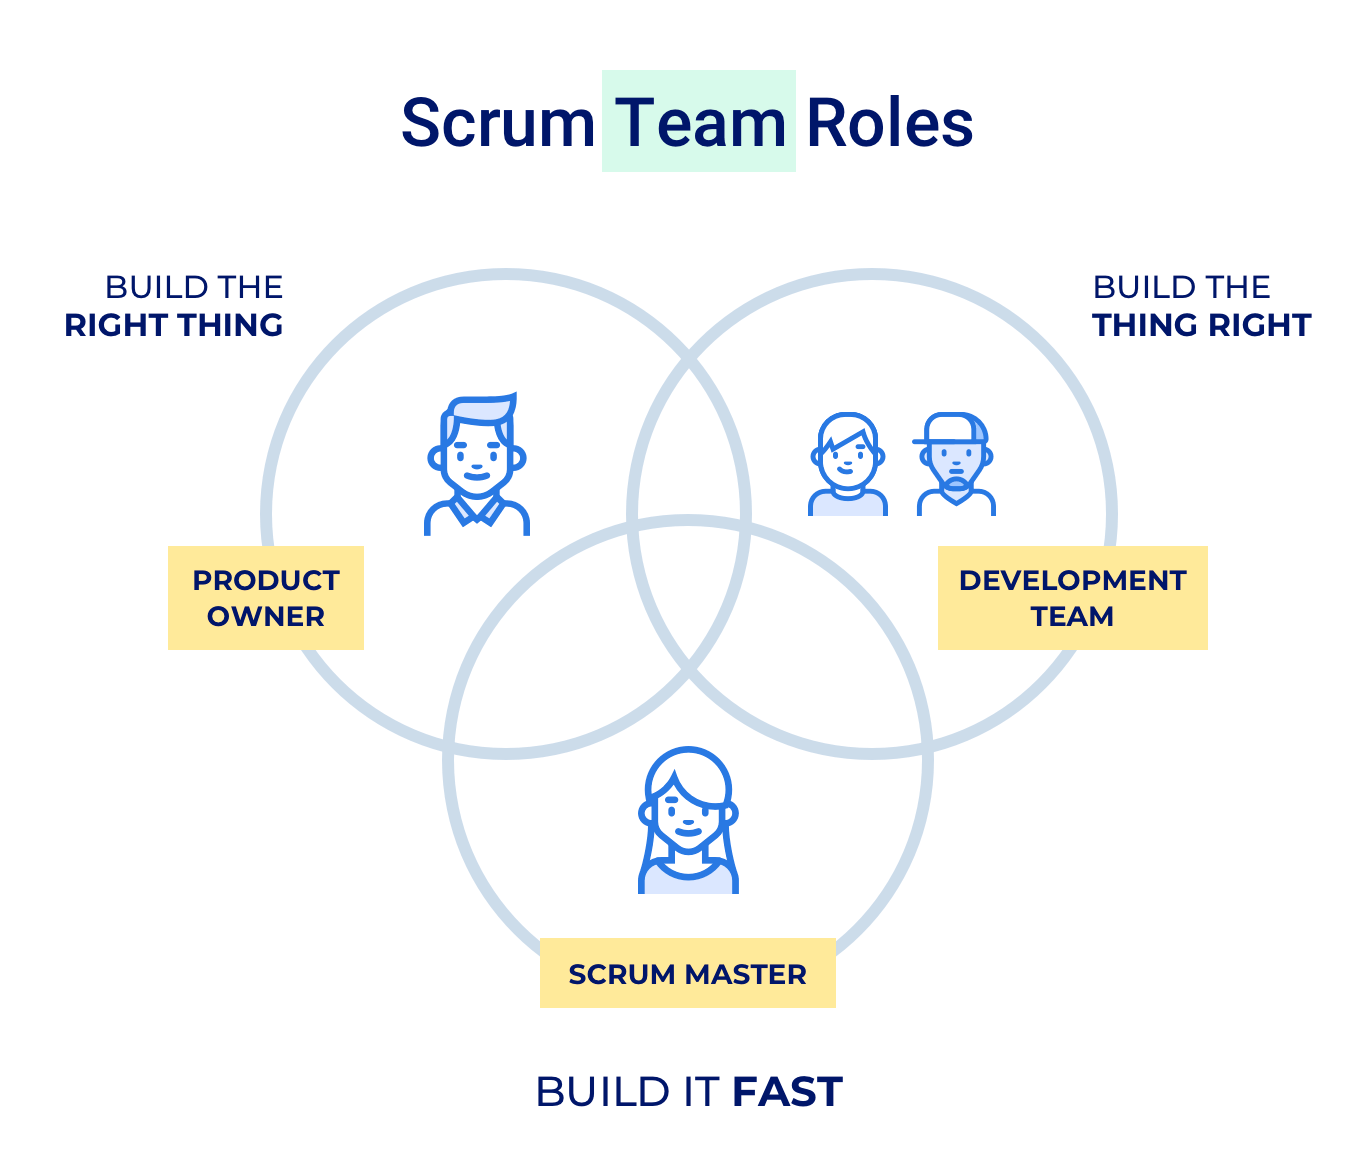 Scrum Team Roles
BUILD THE
RIGHT THING
BUILD THE
THING RIGHT
PRODUCT
OWNER
DEVELOPMENT
TEAM
SCRUM MASTER
BUILD IT FAST